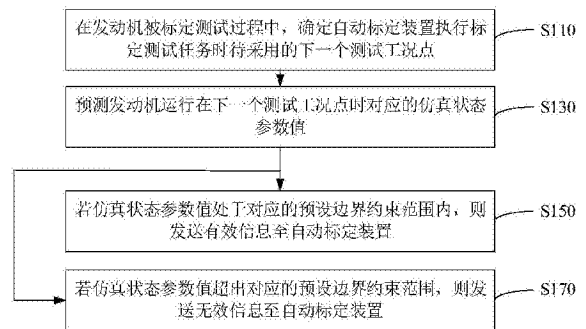 在发动机被标定测试过程中，确定自动标定装置执行标
定测试任务时待采用的下一个测试工况点
S110
预测发动机运行在下一个测试工况点时对应的仿真状态
参数值
S130
若仿真状态参数值处于对应的预设边界约束范围内，则
发送有效信息至自动标定装置
S150
若仿真状态参数值超出对应的预设边界约束范围，则发
送无效信息至自动标定装置
S170